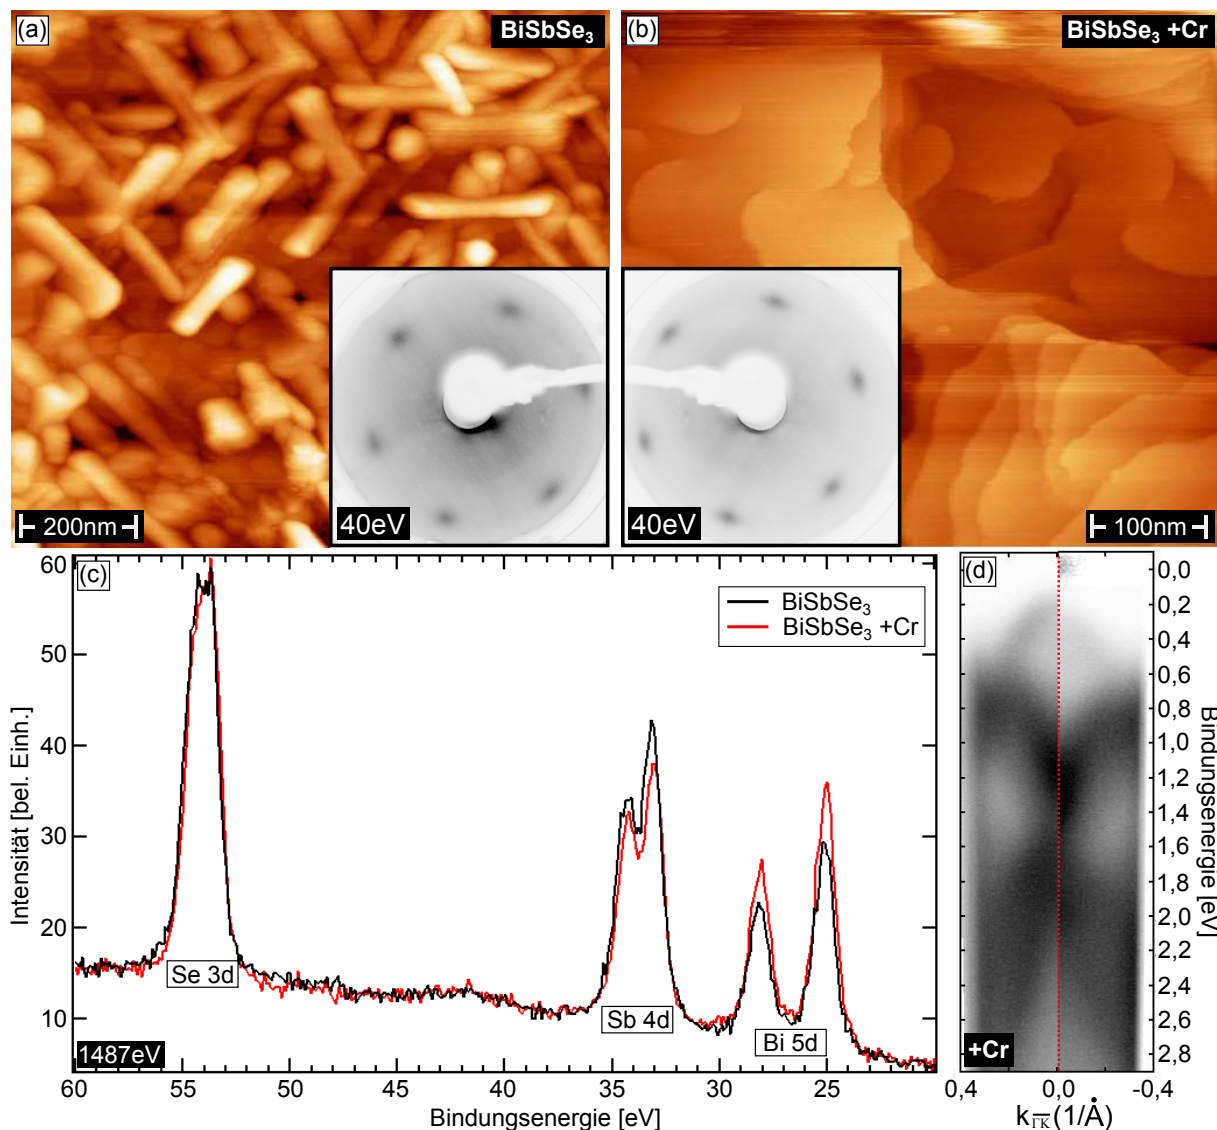 (a)
BiSbSe₃
(b)
BiSbSe₃ +Cr
200nm
40eV
40eV
100nm
(c)
BiSbSe₃
BiSbSe₃ +Cr
60
50
40
30
20
10
Intensität [bel. Einh.]
Se 3d
Sb 4d
Bi 5d
1487eV
60 55 50 45 40 35 30 25
Bindungsenergie [eV]
(d)
0,0
0,2
0,4
0,6
0,8
1,0
1,2
1,4
1,6
1,8
2,0
2,2
2,4
2,6
2,8
Bindungsenergie [eV]
+Cr
0,4 0,0 -0,4
k_Γ̅K̅(1/Å)